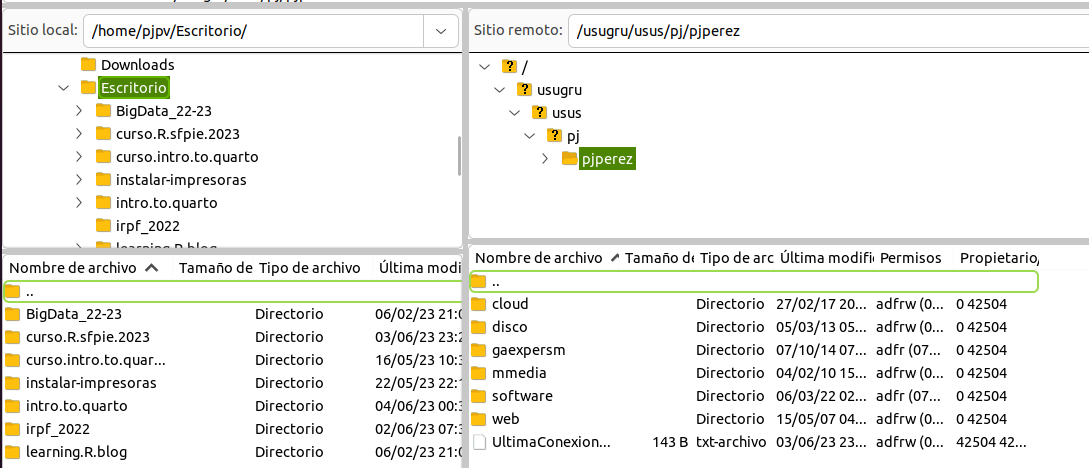 Sitio local: /home/pjpv/Escritorio/
Downloads
Escritorio
BigData_22-23
curso.R.sfpie.2023
curso.intro.to.quarto
instalar-impresoras
intro.to.quarto
irpf_2022
learning.R.blog
Nombre de archivo Tamaño de Tipo de archivo Última modi
..
BigData_22-23 Directorio 06/02/23 21:0
curso.R.sfpie.2023 Directorio 03/06/23 23:2
curso.intro.to.quar... Directorio 16/05/23 10:3
instalar-impresoras Directorio 22/05/23 22:1
intro.to.quarto Directorio 04/06/23 00:3
irpf_2022 Directorio 02/06/23 07:3
learning.R.blog Directorio 06/02/23 21:0
Sitio remoto: /usugru/usus/pj/pjperez
/
usugru
usus
pj
pjperez
Nombre de archivo Tamaño de Tipo de arc Última modifi Permisos Propietario/
..
cloud Directorio 27/02/17 20... adfrw (0... 0 42504
disco Directorio 05/03/13 05... adfrw (0... 0 42504
gaexpersm Directorio 07/10/14 07... adfr (07... 0 42504
mmedia Directorio 04/02/10 15... adfrw (0... 0 42504
software Directorio 06/03/22 02... adfr (07... 0 42504
web Directorio 15/05/07 04... adfrw (0... 0 42504
UltimaConexion... 143 B txt-archivo 03/06/23 23... adfrw (0... 42504 42...